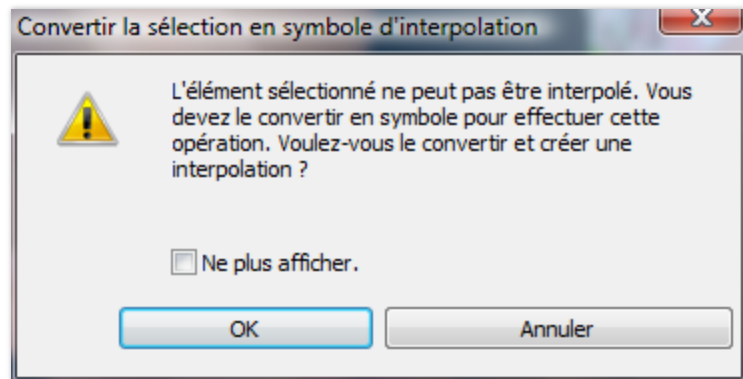 Convertir la sélection en symbole d'interpolation
L'élément sélectionné ne peut pas être interpolé. Vous
devez le convertir en symbole pour effectuer cette
opération. Voulez-vous le convertir et créer une
interpolation ?
Ne plus afficher.
OK
Annuler